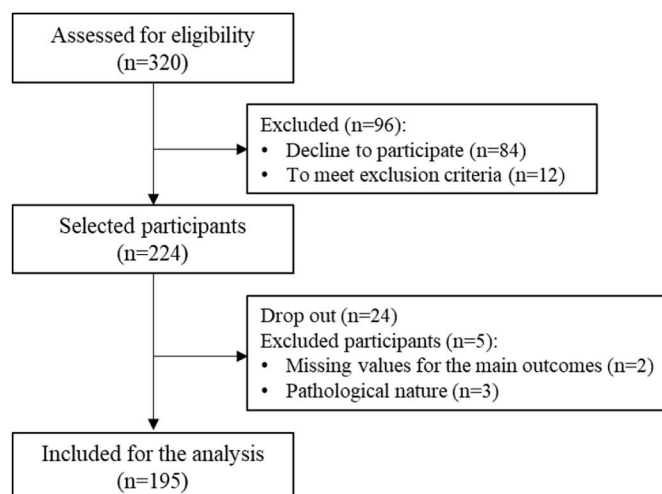 Assessed for eligibility
(n=320)
Excluded (n=96):
• Decline to participate (n=84)
• To meet exclusion criteria (n=12)
Selected participants
(n=224)
Drop out (n=24)
Excluded participants (n=5):
• Missing values for the main outcomes (n=2)
• Pathological nature (n=3)
Included for the analysis
(n=195)